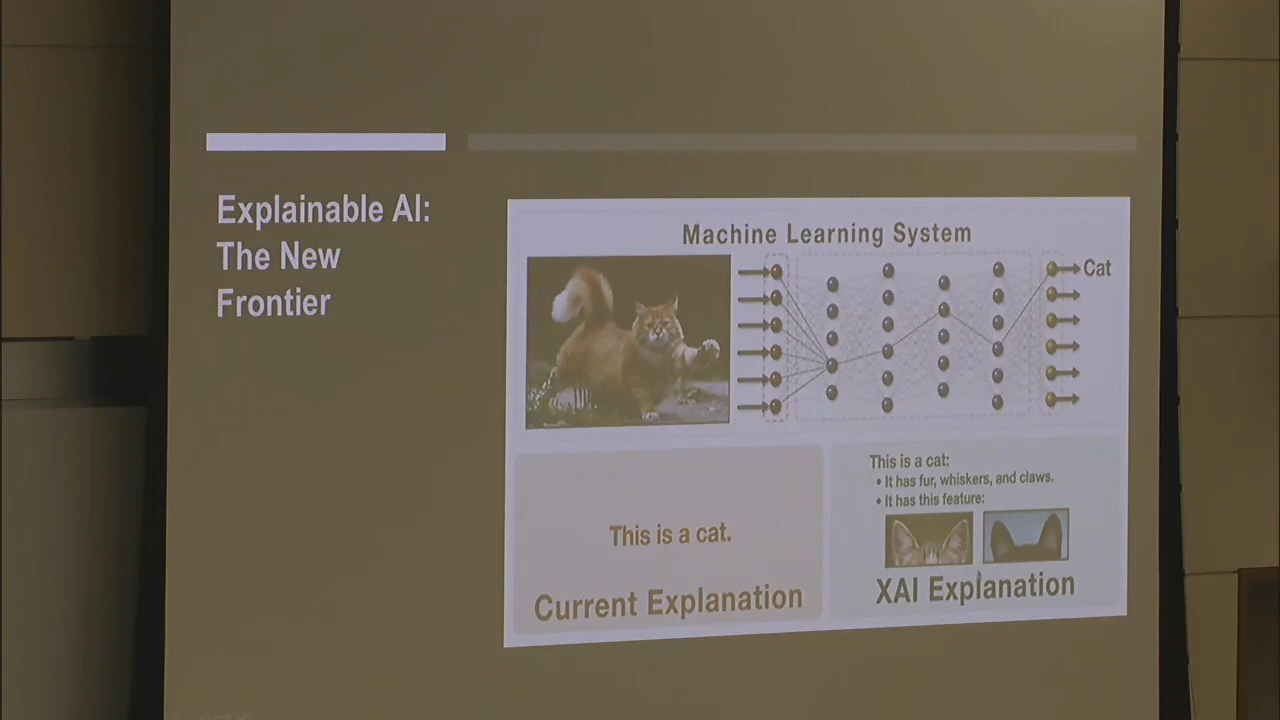 Explainable AI:
The New
Frontier
Machine Learning System
Cat
This is a cat.
Current Explanation
This is a cat:
• It has fur, whiskers, and claws.
• It has this feature:
XAI Explanation